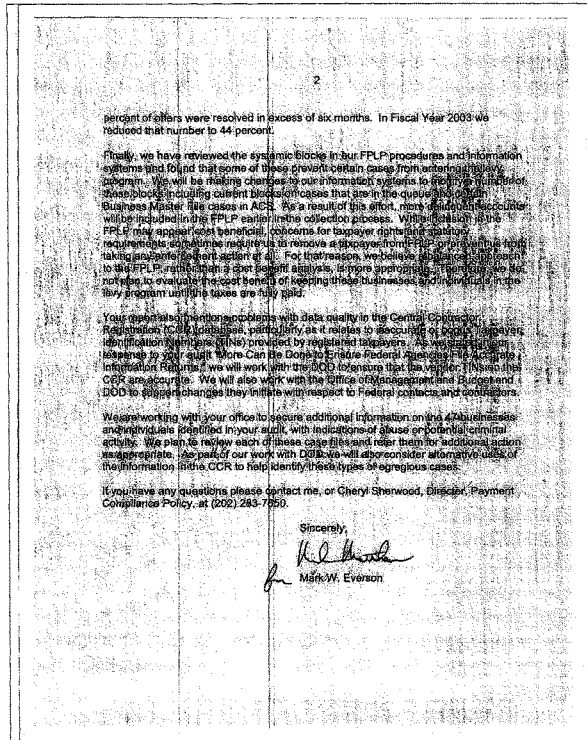 2
percent of offers were resolved in excess of six months. In Fiscal Year 2003 we
reduced that number to 44 percent.
Finally, we have reviewed the systemic blocks in our FPLP procedures and information
systems and found that some of these prevent certain cases from entering the levy
program. We will be making changes to our information systems to remove a number of
these blocks including current blocks on cases that are in the queue and
Business Master File cases in ACS. As a result of this effort, more delinquent accounts
will be included in the FPLP earlier in the collection process. While inclusion in the
FPLP may appear cost beneficial, concerns for taxpayer rights and statutory
requirements sometimes require us to remove a taxpayer from FPLP or prevent us from
taking any enforcement action at all. For that reason, we believe a balanced approach
to the FPLP, rather than a cost benefit analysis, is more appropriate. Therefore, we do
not plan to evaluate the cost benefit of keeping these businesses and individuals in the
levy program until the taxes are fully paid.
Your report also mentions problems with data quality in the Central Contractor
Registration (CCR) database, particularly as it relates to inaccurate or bogus Taxpayer
Identification Numbers (TINs) provided by registered taxpayers. As we stated in our
response to your audit "More Can Be Done to Ensure Federal Agencies File Accurate
Information Returns," we will work with the DOD to ensure that the vendor TINs in the
CCR are accurate. We will also work with the Office of Management and Budget and
DOD to support changes they initiate with respect to Federal contacts and contractors.
We are working with your office to secure additional information on the 47 businesses
and individuals identified in your audit, with indications of abuse or potential criminal
activity. We plan to review each of these case files and refer them for additional action
as appropriate. As part of our work with DOD we will also consider alternative uses of
the information in the CCR to help identify these types of egregious cases.
If you have any questions please contact me, or Cheryl Sherwood, Director, Payment
Compliance Policy, at (202) 283-7650.
Sincerely,
for Mark W. Everson